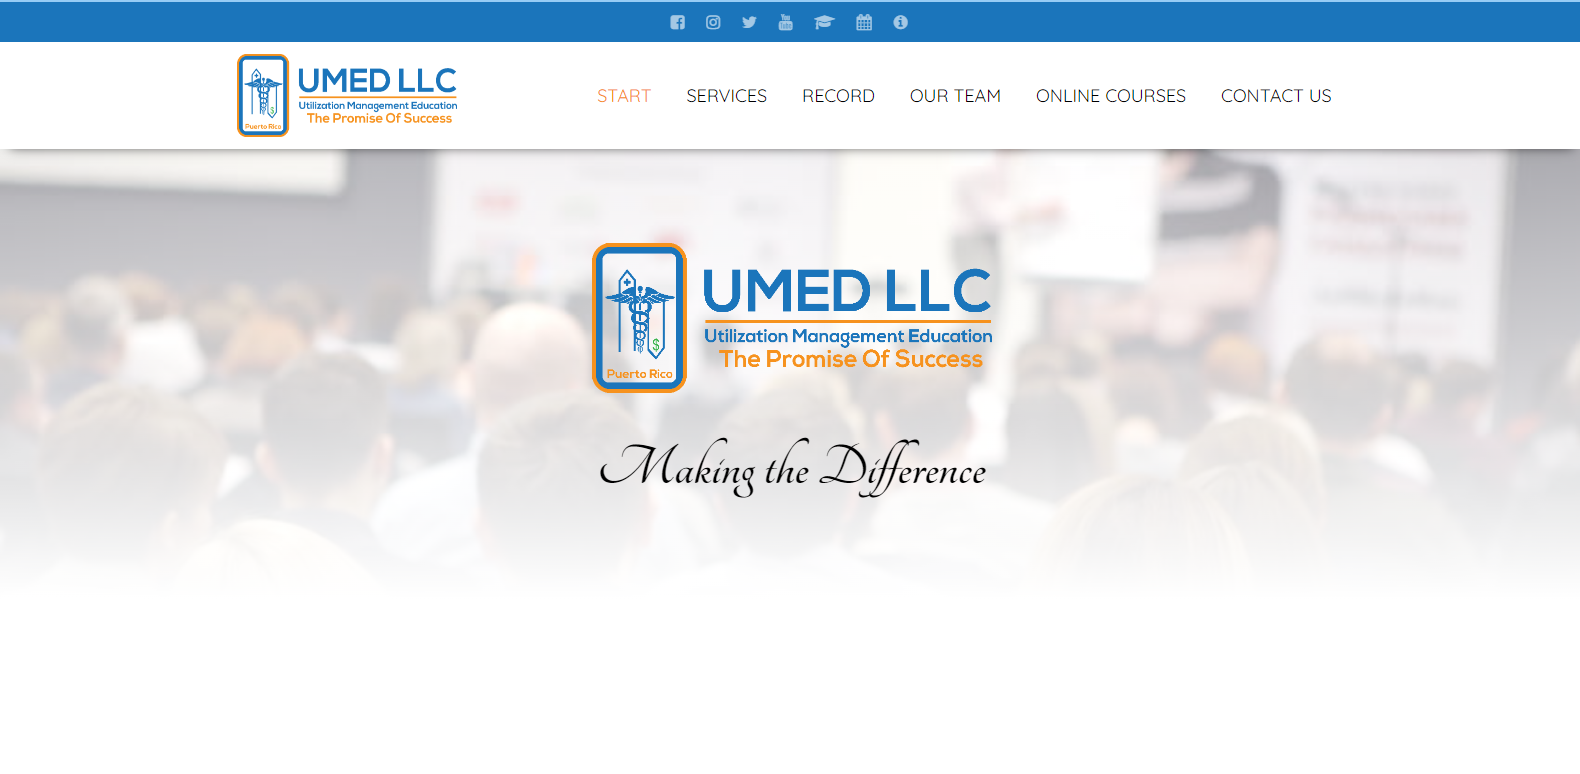 UMED LLC
Utilization Management Education
The Promise Of Success
Puerto Rico
START SERVICES RECORD OUR TEAM ONLINE COURSES CONTACT US
UMED LLC
Utilization Management Education
The Promise Of Success
Puerto Rico
Making the Difference